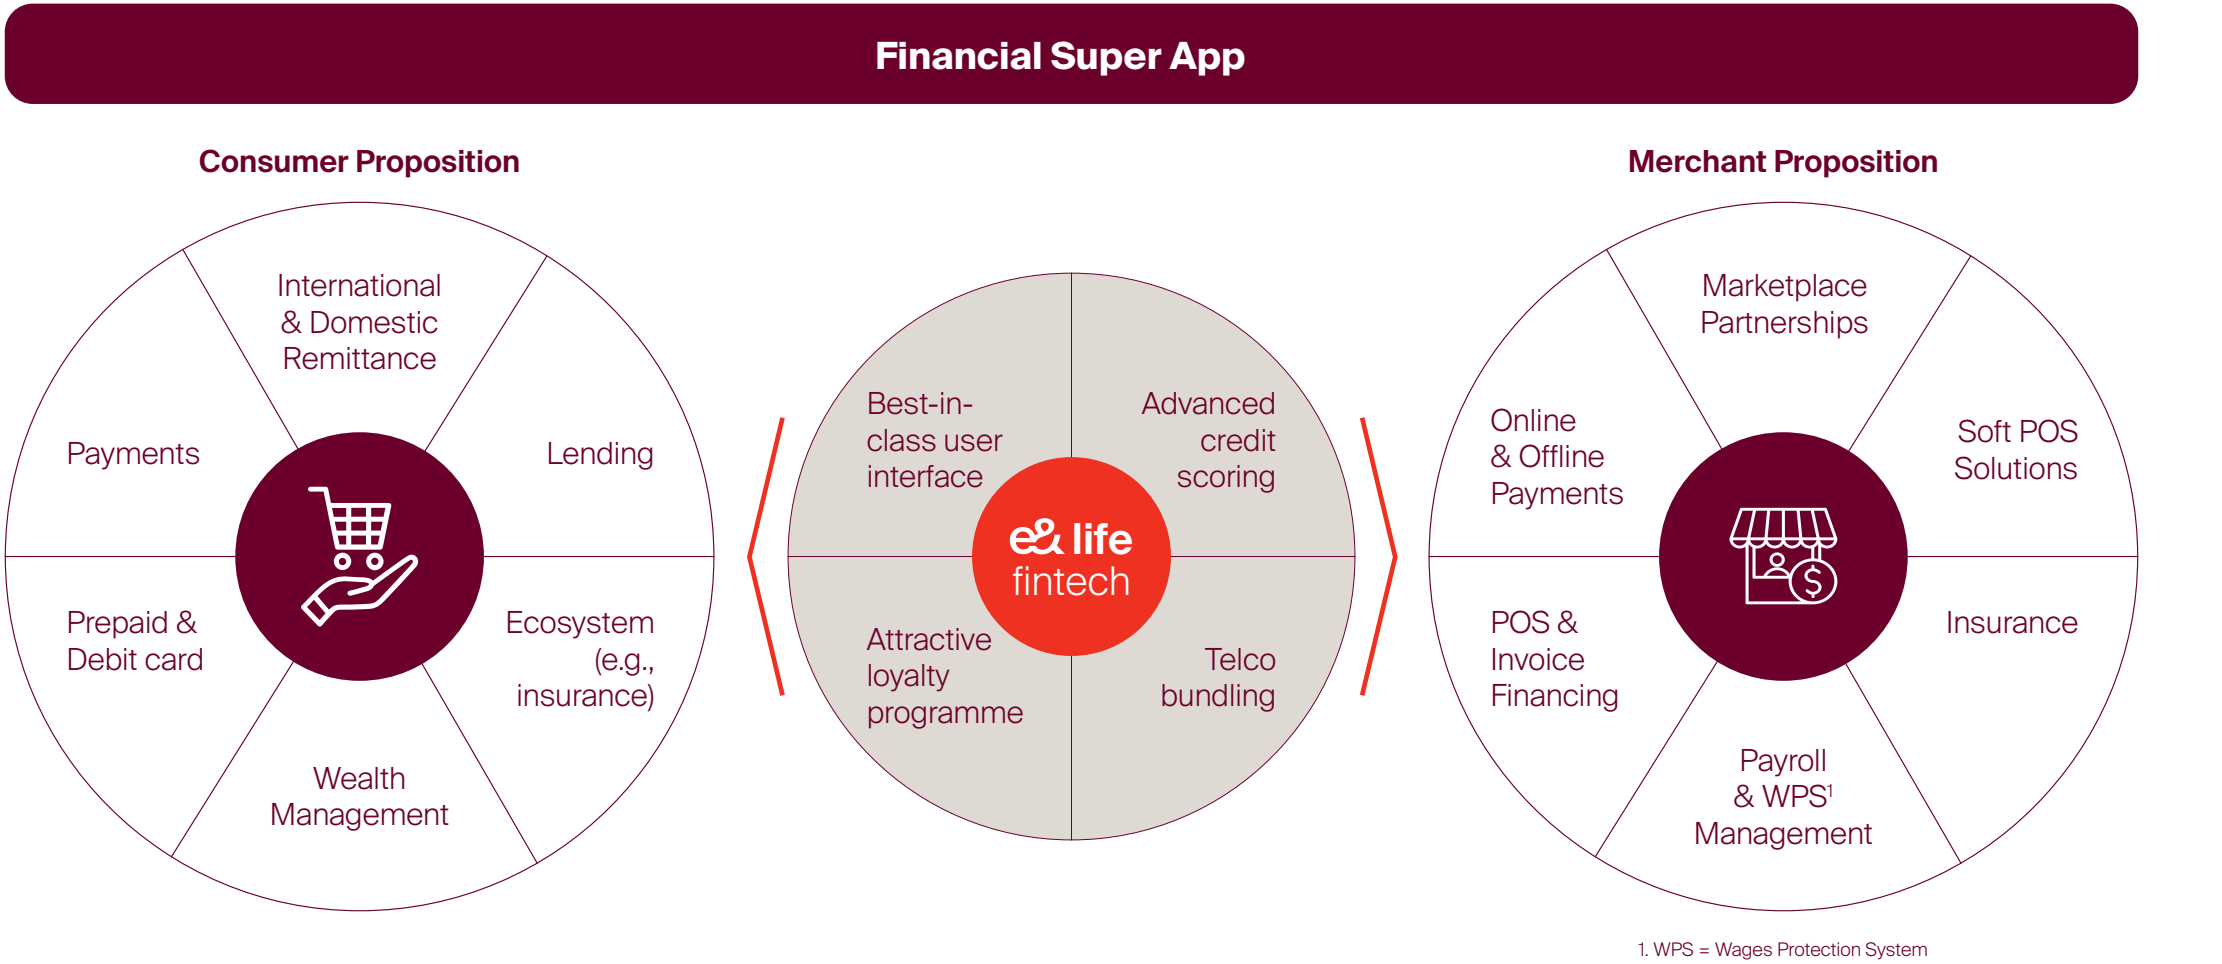 Financial Super App
Consumer Proposition
International
& Domestic
Remittance
Payments
Lending
Prepaid &
Debit card
Ecosystem
(e.g.,
insurance)
Wealth
Management
Best-in-
class user
interface
Advanced
credit
scoring
e& life
fintech
Attractive
loyalty
programme
Telco
bundling
Merchant Proposition
Marketplace
Partnerships
Online
& Offline
Payments
Soft POS
Solutions
$
POS &
Invoice
Financing
Insurance
Payroll
& WPS¹
Management
1. WPS = Wages Protection System